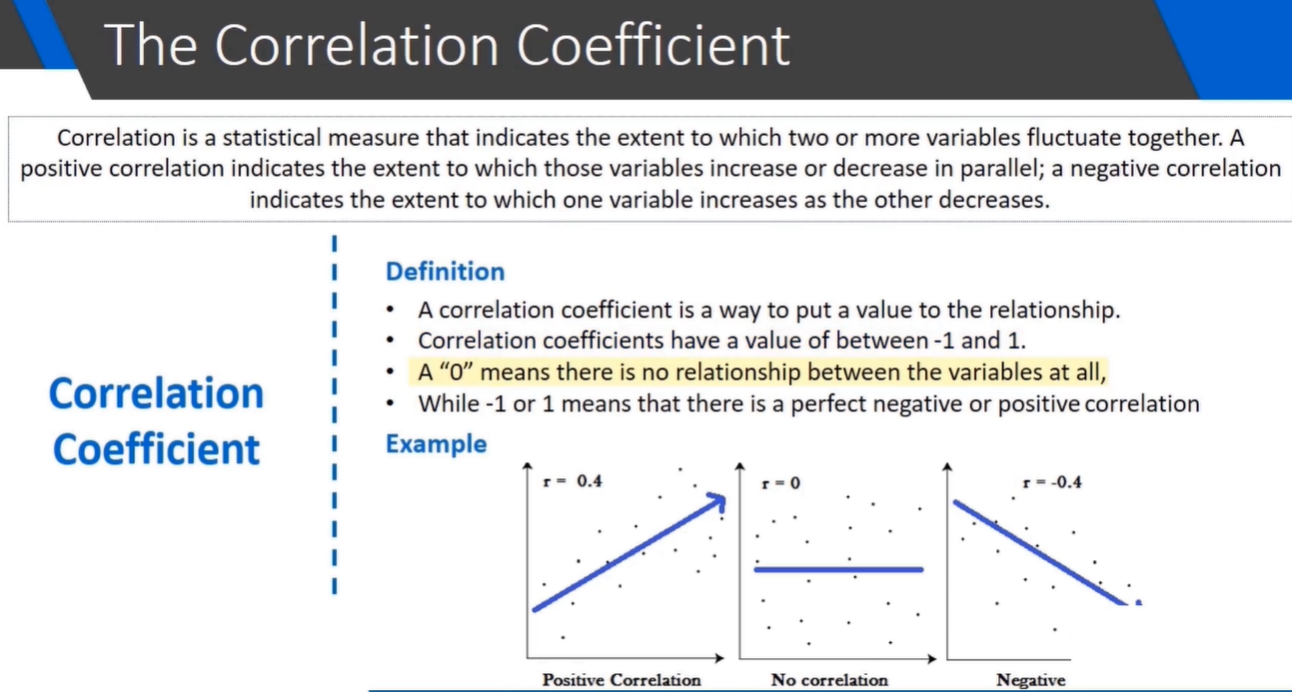 The Correlation Coefficient
Correlation is a statistical measure that indicates the extent to which two or more variables fluctuate together. A
positive correlation indicates the extent to which those variables increase or decrease in parallel; a negative correlation
indicates the extent to which one variable increases as the other decreases.
Correlation
Coefficient
Definition
• A correlation coefficient is a way to put a value to the relationship.
• Correlation coefficients have a value of between -1 and 1.
• A “0” means there is no relationship between the variables at all,
• While -1 or 1 means that there is a perfect negative or positive correlation
Example
r = 0.4
r = 0
r = -0.4
Positive Correlation
No correlation
Negative